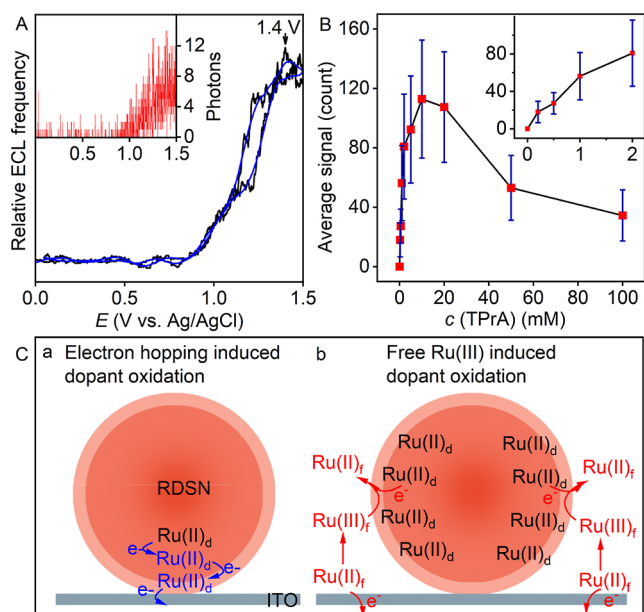 A
1.4 V
12
8
4
0
Photons
0.5 1.0 1.5
Relative ECL frequency
0.0 0.5 1.0 1.5
E (V vs. Ag/AgCl)
B
160
120
80
40
0
Average signal (count)
80
40
0
0 1 2
0 20 40 60 80 100
c (TPrA) (mM)
C
a Electron hopping induced
dopant oxidation
RDSN
Ru(II)d
e-
Ru(II)d
e-
Ru(II)d
e-
ITO
b Free Ru(III) induced
dopant oxidation
Ru(II)d
Ru(II)d
Ru(II)f
Ru(II)d
Ru(II)d
Ru(II)f
e-
e-
Ru(II)d
Ru(II)d
Ru(III)f
Ru(III)f
Ru(II)d
Ru(II)d
Ru(II)f
Ru(II)f
e-
e-